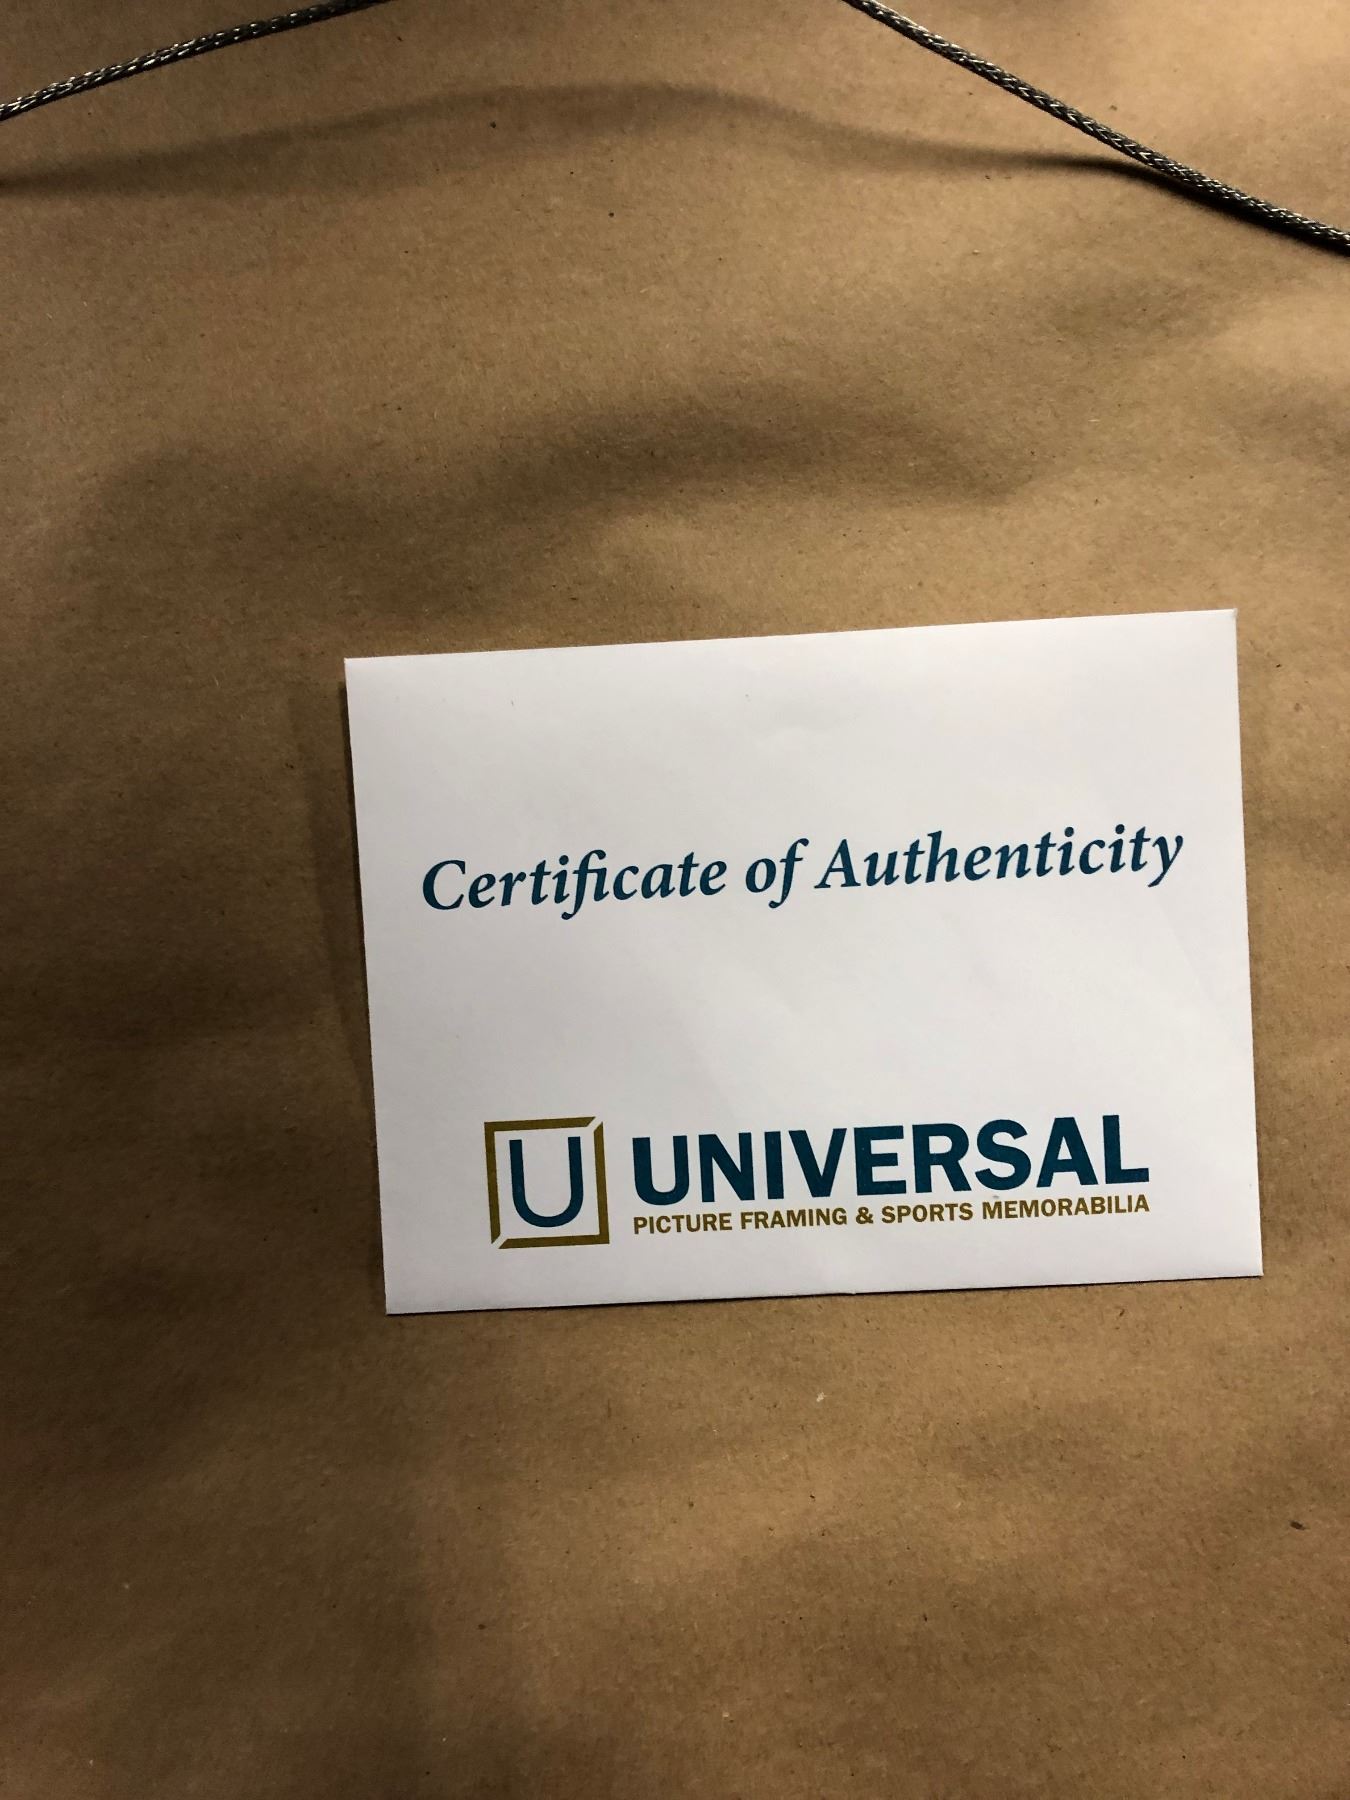 Certificate of Authenticity
U UNIVERSAL
PICTURE FRAMING & SPORTS MEMORABILIA